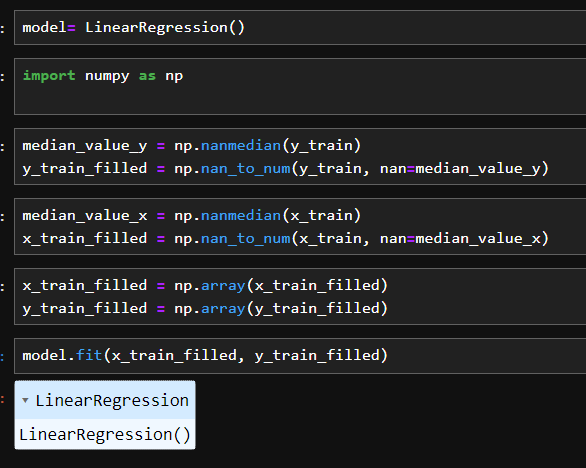 : model= LinearRegression()
: import numpy as np
: median_value_y = np.nanmedian(y_train)
y_train_filled = np.nan_to_num(y_train, nan=median_value_y)
: median_value_x = np.nanmedian(x_train)
x_train_filled = np.nan_to_num(x_train, nan=median_value_x)
: x_train_filled = np.array(x_train_filled)
y_train_filled = np.array(y_train_filled)
: model.fit(x_train_filled, y_train_filled)
: ▾ LinearRegression
LinearRegression()